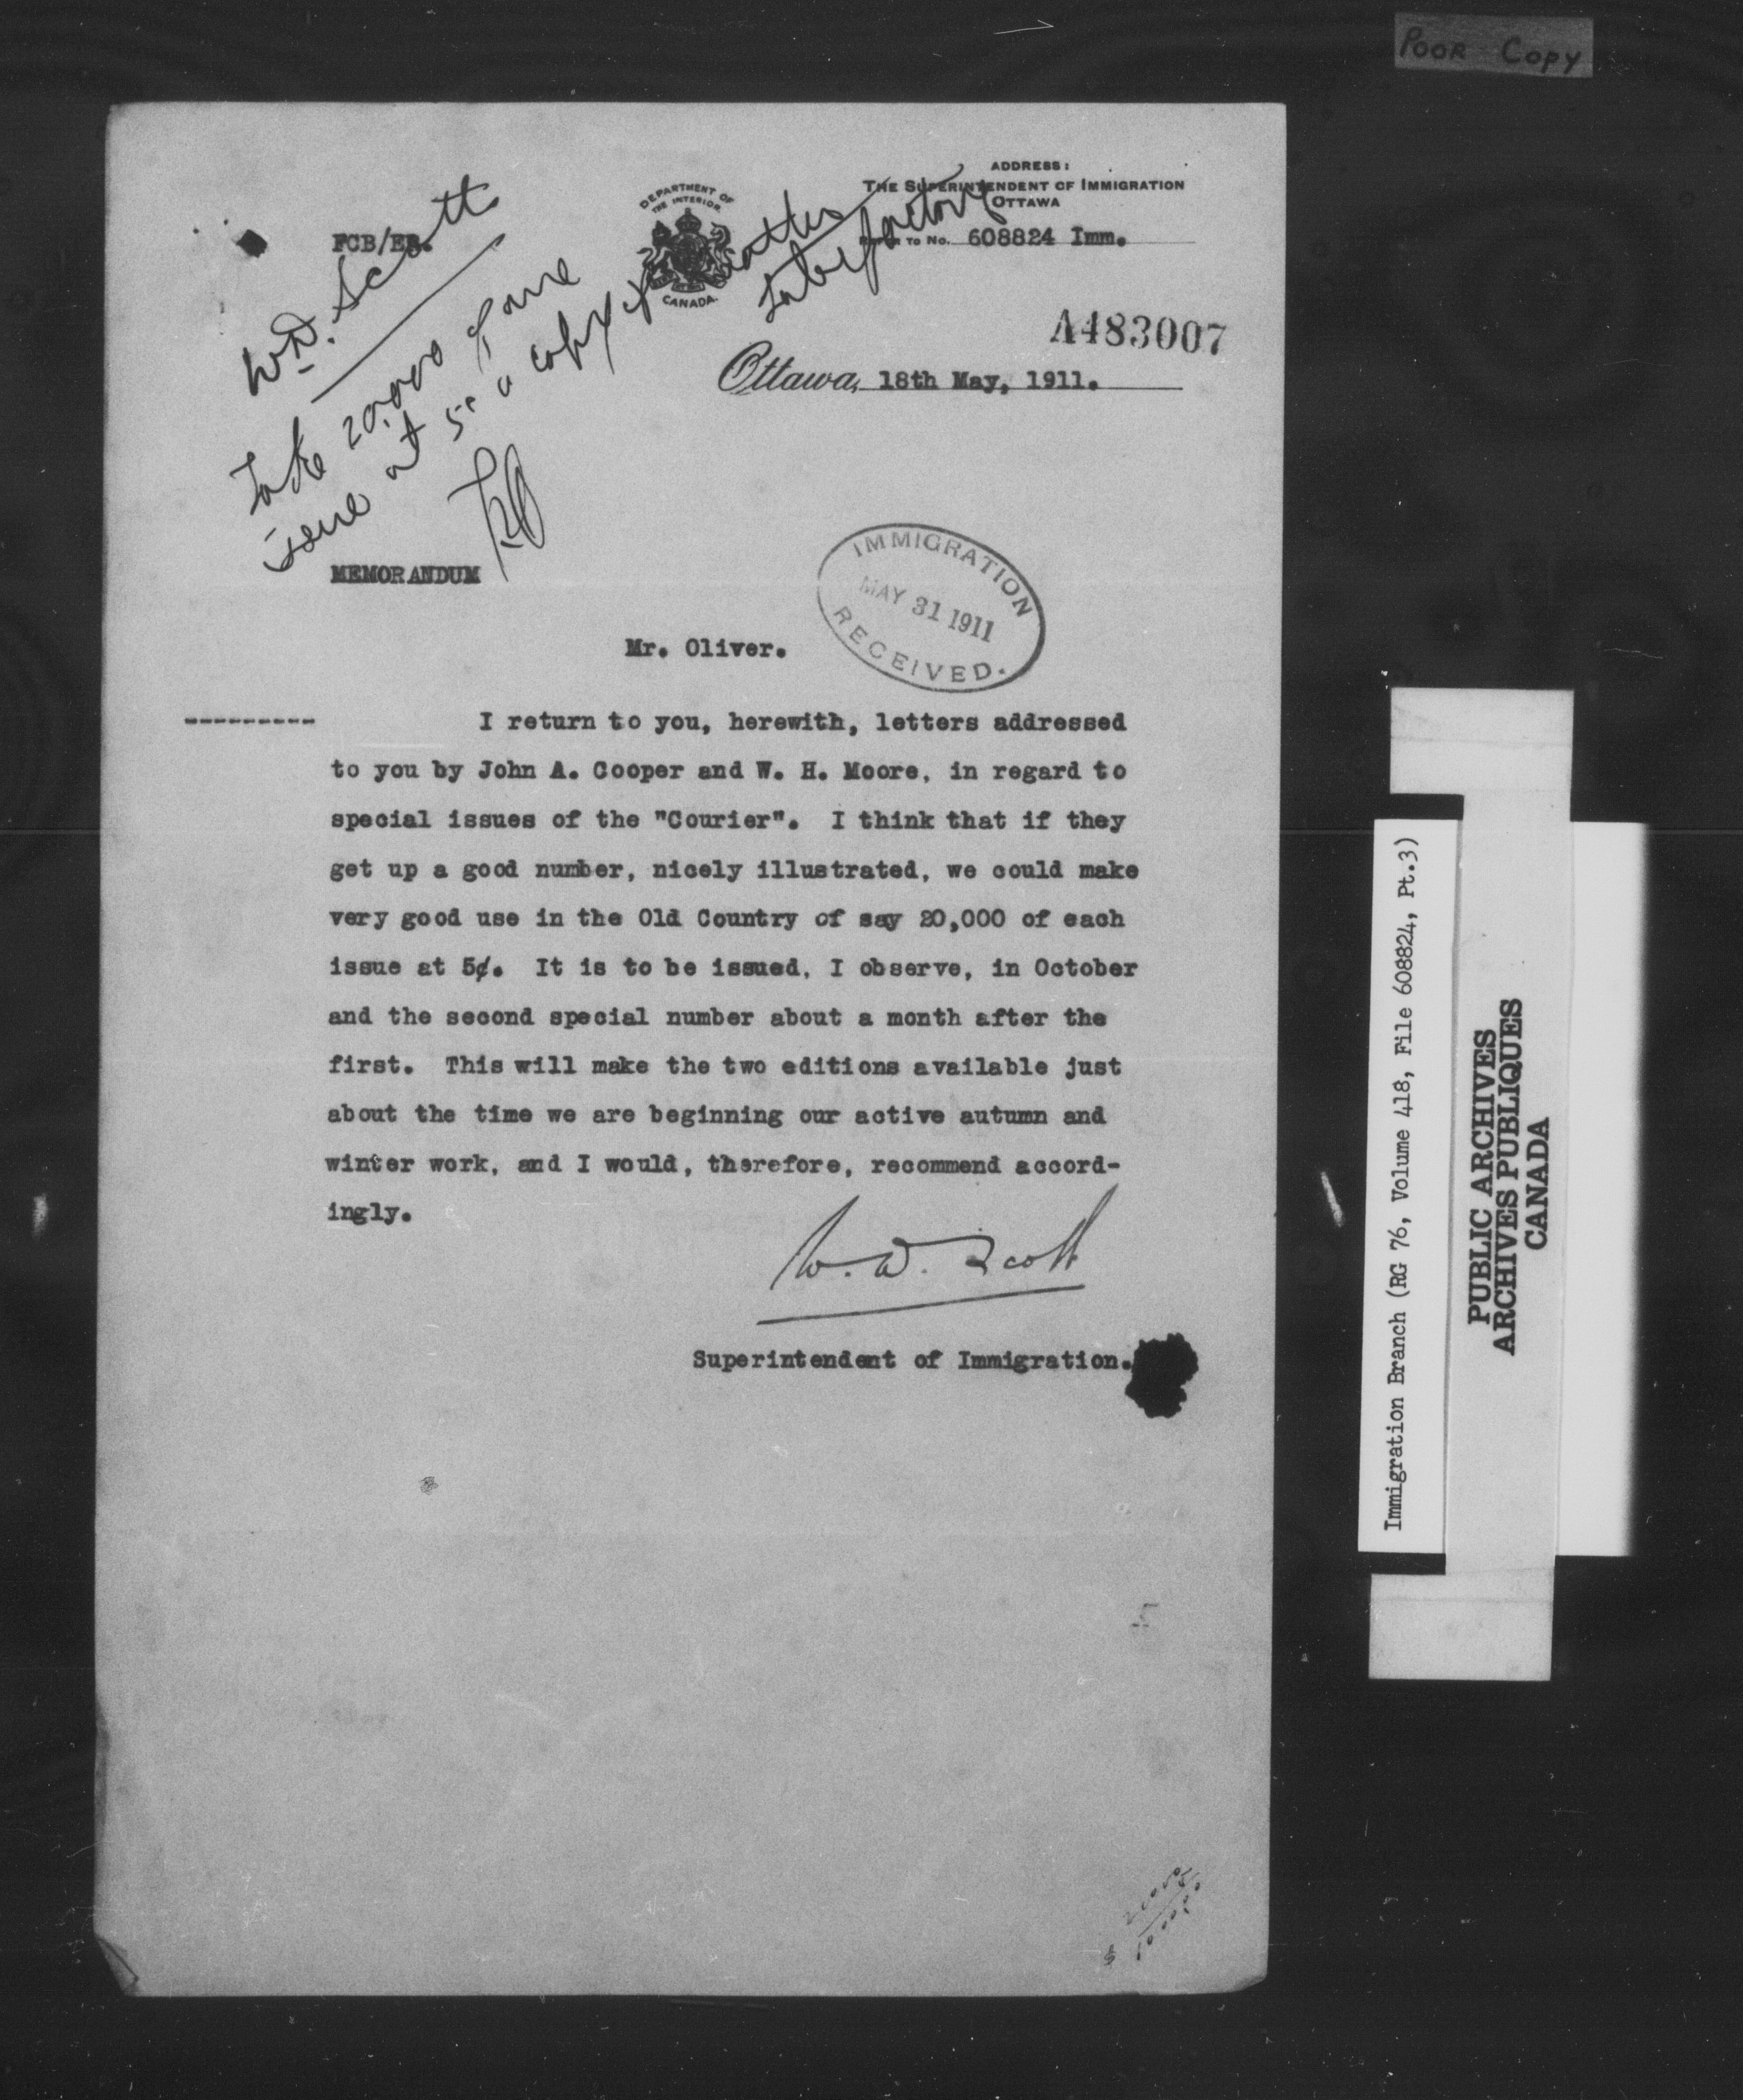 POOR COPY
ADDRESS:
THE SUPERINTENDENT OF IMMIGRATION
OTTAWA
DEPARTMENT OF
THE INTERIOR
CANADA.
FCB/EB.
REFER TO No. 608824 Imm.
A483007
Ottawa, 18th May, 1911.
W.D. Scott
Take 20,000 of one
issue at 5c a copy if matter
satisfactory
FO
MEMORANDUM
IMMIGRATION
MAY 31 1911
RECEIVED.
Mr. Oliver.
--------- I return to you, herewith, letters addressed
to you by John A. Cooper and W. H. Moore, in regard to
special issues of the "Courier". I think that if they
get up a good number, nicely illustrated, we could make
very good use in the Old Country of say 20,000 of each
issue at 5¢. It is to be issued, I observe, in October
and the second special number about a month after the
first. This will make the two editions available just
about the time we are beginning our active autumn and
winter work, and I would, therefore, recommend accord-
ingly.
W. D. Scott
Superintendent of Immigration.
5
Immigration Branch (RG 76, Volume 418, File 608824, Pt.3)
PUBLIC ARCHIVES
ARCHIVES PUBLIQUES
CANADA